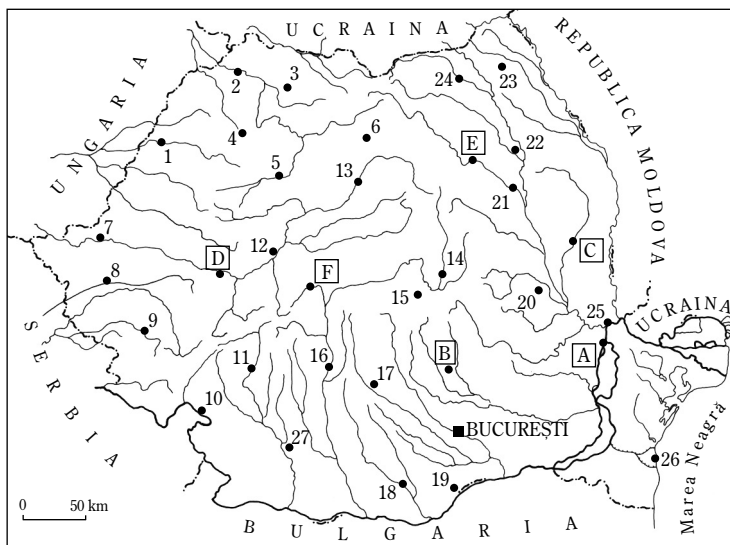 UCRAINA
REPUBLICA MOLDOVA
UNGARIA
2
3
24
23
4
6
1
E
22
5
13
21
7
12
D
C
14
8
F
15
20
25
UCRAINA
9
A
SERBIA
11
16
B
17
10
BUCUREȘTI
27
26
Marea Neagră
18
19
0 50 km
BULGARIA